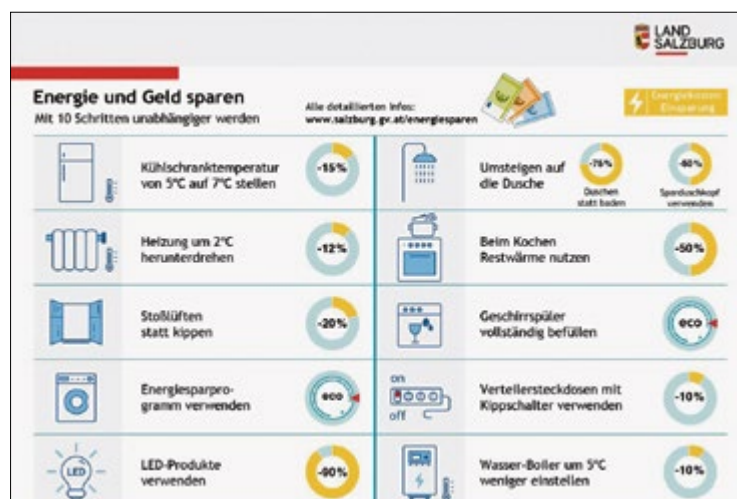 LAND
SALZBURG
Energie und Geld sparen
Mit 10 Schritten unabhängiger werden
Alle detaillierten Infos:
www.salzburg.gv.at/energiesparen
Energiekosten
Einsparung
Kühlschranktemperatur
von 5°C auf 7°C stellen
-15%
Heizung um 2°C
herunterdrehen
-12%
Stoßlüften
statt kippen
-20%
Energiesparpro-
gramm verwenden
eco
LED
LED-Produkte
verwenden
-90%
Umsteigen auf
die Dusche
-75%
Duschen
statt baden
-60%
Sparduschkopf
verwenden
Beim Kochen
Restwärme nutzen
-50%
Geschirrspüler
vollständig befüllen
eco
on
off
Verteilersteckdosen mit
Kippschalter verwenden
-10%
Wasser-Boiler um 5°C
weniger einstellen
-10%